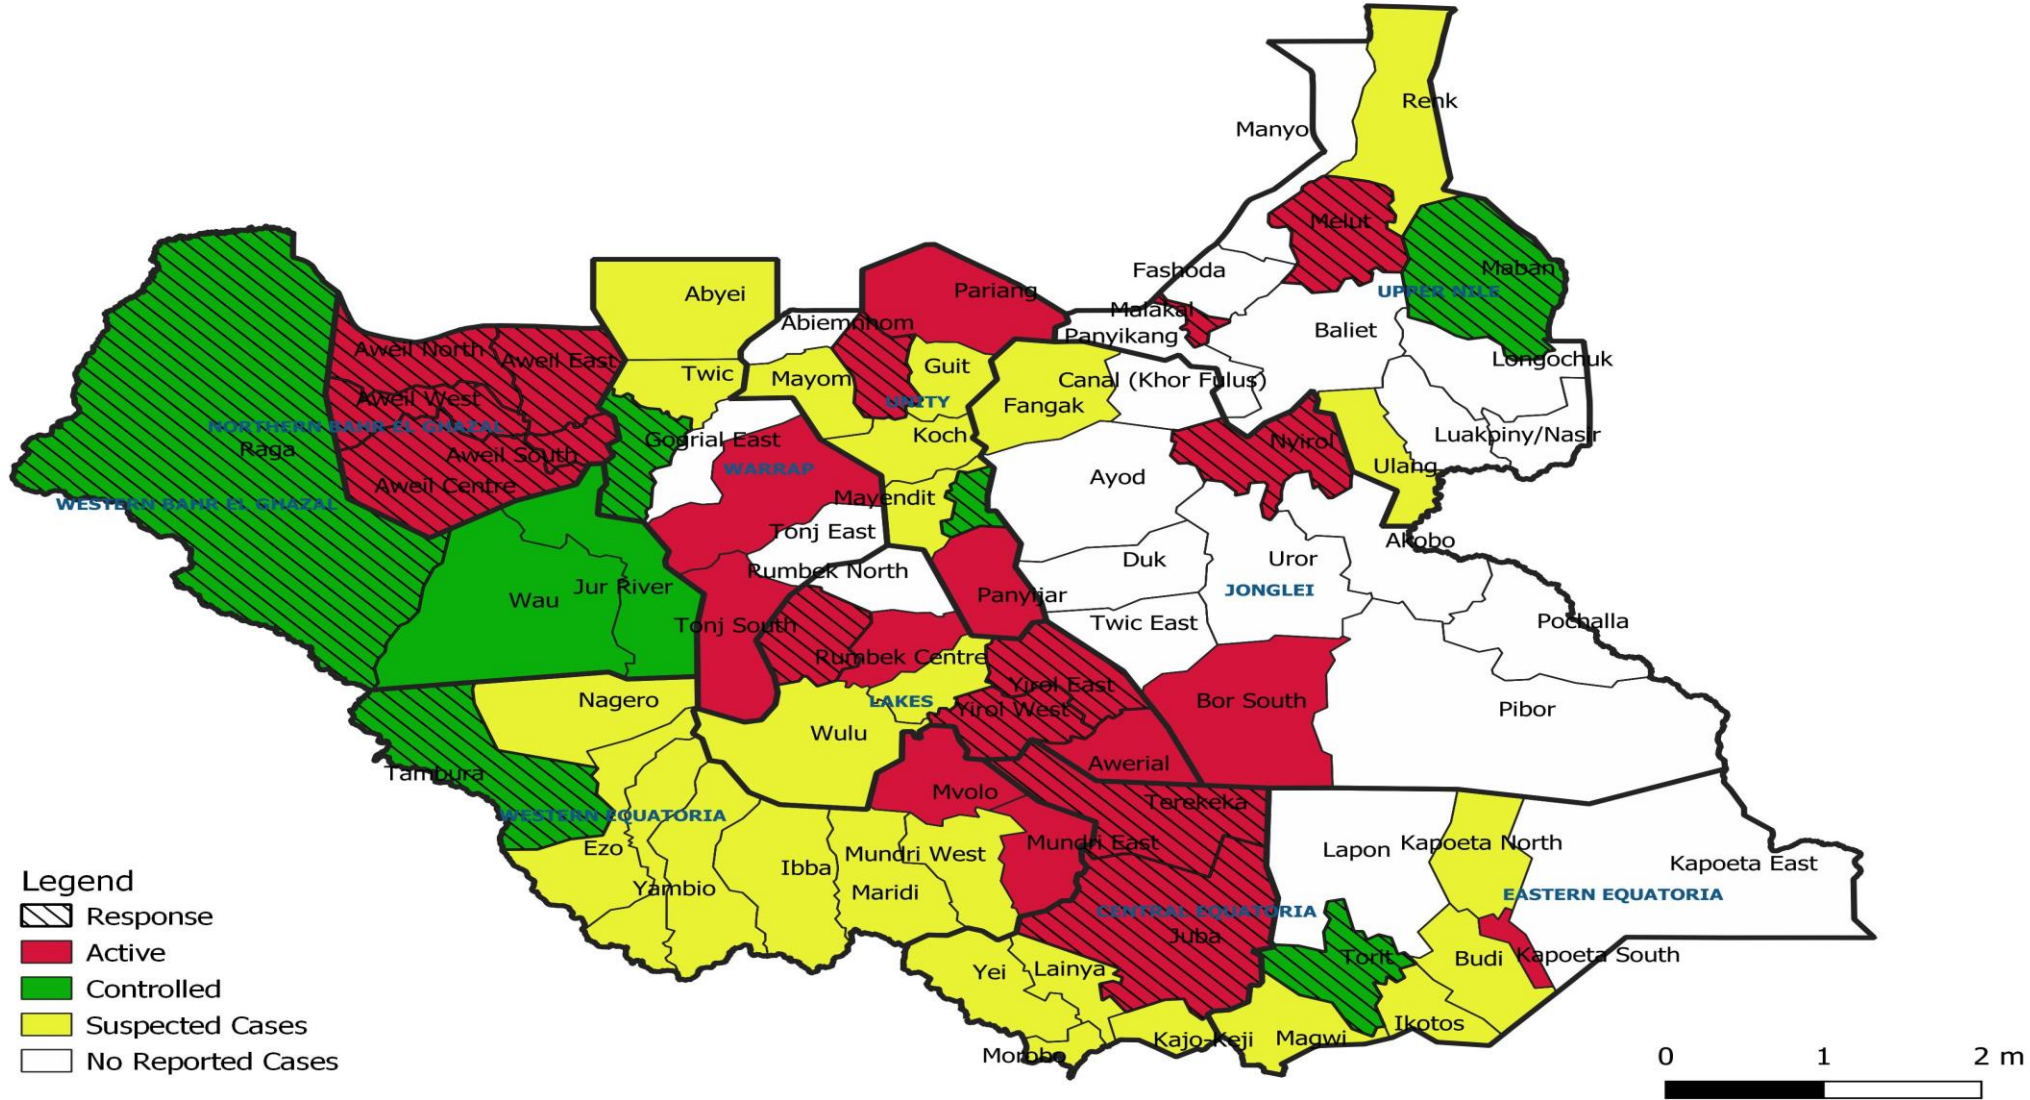 Renk
Manyo
Melut
Maban
Fashoda
UPPER NILE
Abyei
Pariang
Malakal
Abiemnhom
Panyikang
Baliet
Longochuk
Aweil North
Aweil East
Twic
Mayom
Guit
Canal (Khor Fulus)
Fangak
UNITY
Aweil West
NORTHERN BAHR EL GHAZAL
Raga
Gogrial East
Koch
Nyirol
Luakpiny/Nasir
Aweil South
WARRAP
Ulang
Ayod
Aweil Centre
Mayendit
WESTERN BAHR EL GHAZAL
Tonj East
Akobo
Duk
Uror
Rumbek North
Jur River
Wau
Panyijar
JONGLEI
Twic East
Pochalla
Tonj South
Rumbek Centre
Yirol East
Nagero
LAKES
Yirol West
Bor South
Pibor
Wulu
Awerial
Tambura
Mvolo
Terekeka
WESTERN EQUATORIA
Ezo
Mundri East
Mundri West
Lapon
Kapoeta North
Kapoeta East
Ibba
Yambio
Maridi
EASTERN EQUATORIA
CENTRAL EQUATORIA
Juba
Torit
Budi
Kapoeta South
Yei
Lainya
Ikotos
Kajo-Keji
Magwi
Morobo
Legend
Response
Active
Controlled
Suspected Cases
No Reported Cases
0 1 2 m